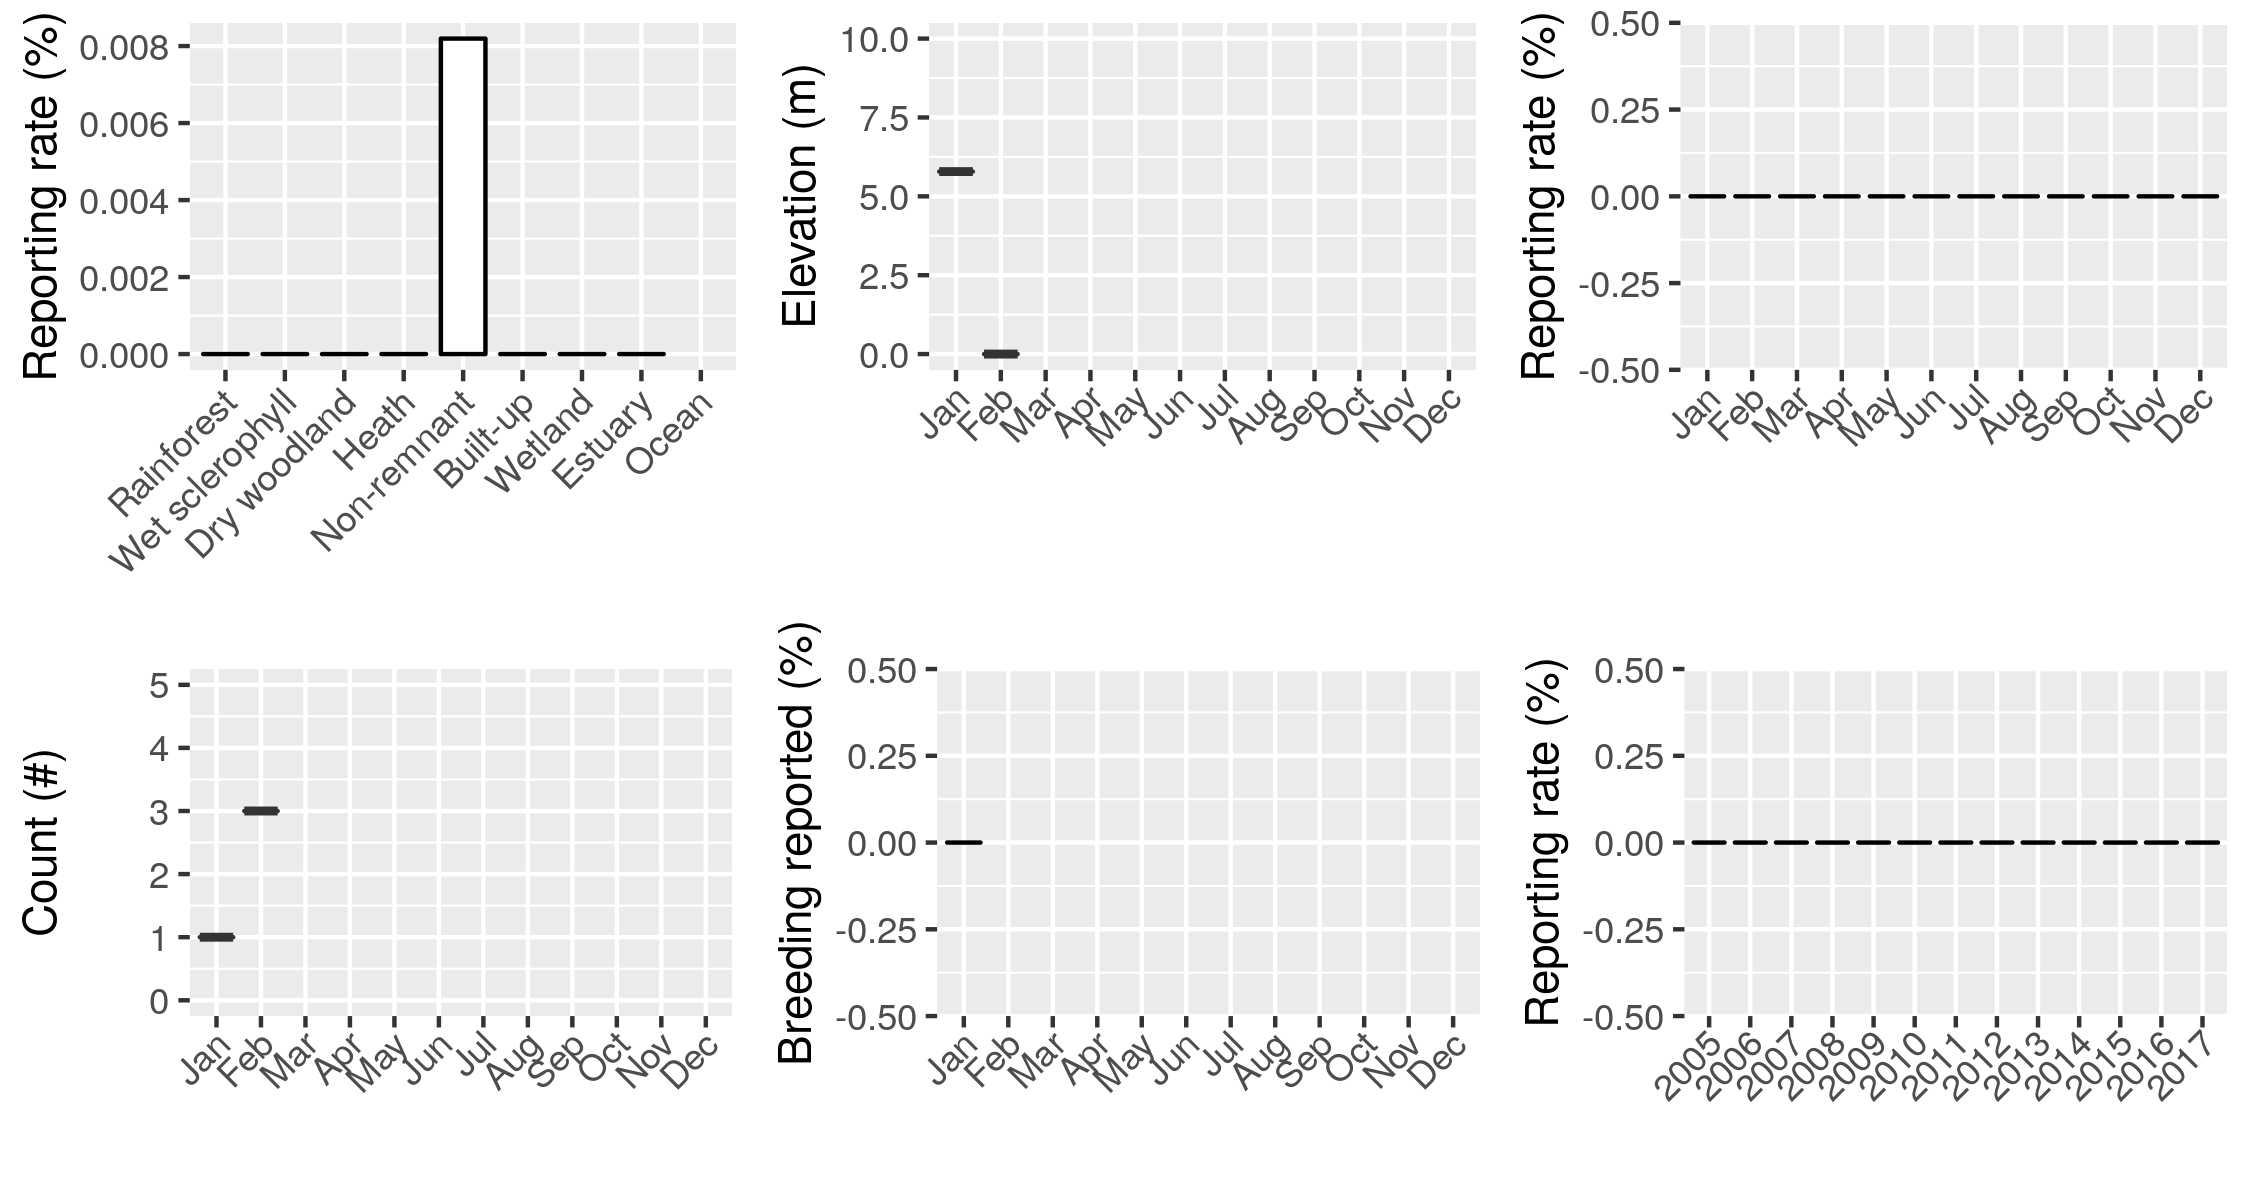 Reporting rate (%)
0.008
0.006
0.004
0.002
0.000
Rainforest
Wet sclerophyll
Dry woodland
Heath
Non-remnant
Built-up
Wetland
Estuary
Ocean
Elevation (m)
10.0
7.5
5.0
2.5
0.0
Jan
Feb
Mar
Apr
May
Jun
Jul
Aug
Sep
Oct
Nov
Dec
Reporting rate (%)
0.50
0.25
0.00
-0.25
-0.50
Jan
Feb
Mar
Apr
May
Jun
Jul
Aug
Sep
Oct
Nov
Dec
Count (#)
5
4
3
2
1
0
Jan
Feb
Mar
Apr
May
Jun
Jul
Aug
Sep
Oct
Nov
Dec
Breeding reported (%)
0.50
0.25
0.00
-0.25
-0.50
Jan
Feb
Mar
Apr
May
Jun
Jul
Aug
Sep
Oct
Nov
Dec
Reporting rate (%)
0.50
0.25
0.00
-0.25
-0.50
2005
2006
2007
2008
2009
2010
2011
2012
2013
2014
2015
2016
2017